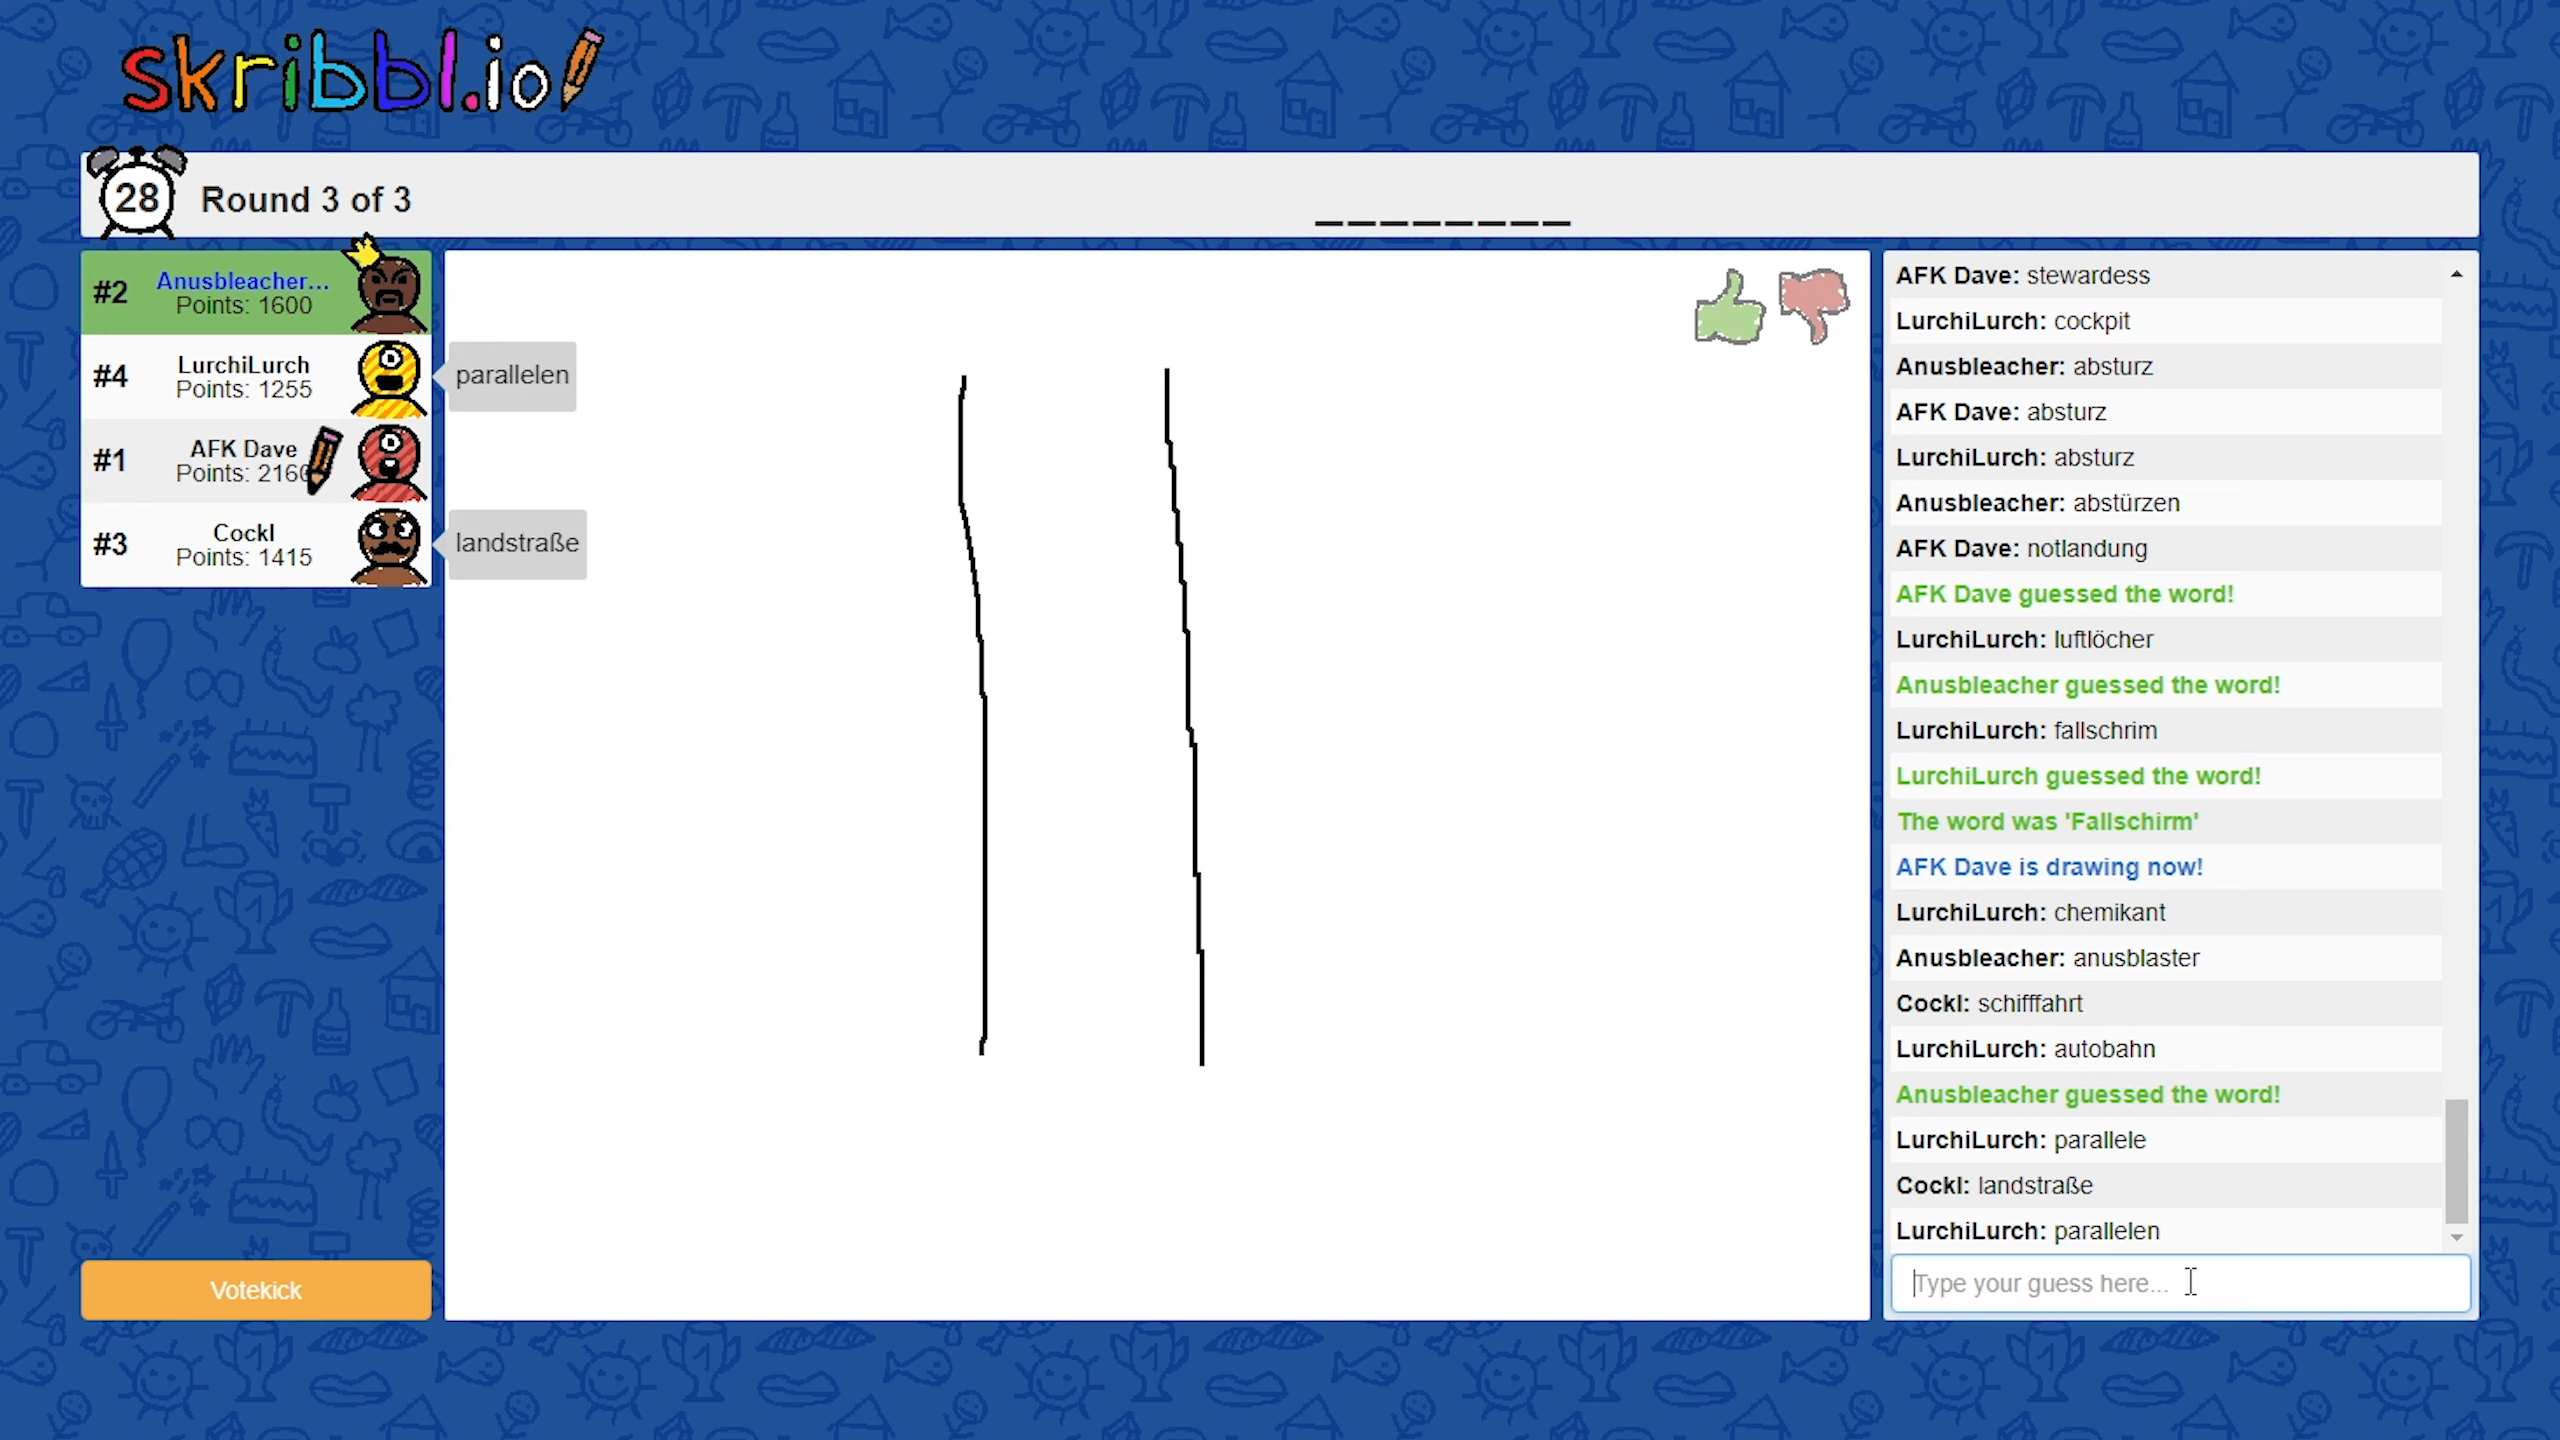 skribbl.io
28
Round 3 of 3
________
#2
Anusbleacher...
Points: 1600
#4
LurchiLurch
Points: 1255
#1
AFK Dave
Points: 2160
#3
Cockl
Points: 1415
Votekick
parallelen
landstraße
AFK Dave: stewardess
LurchiLurch: cockpit
Anusbleacher: absturz
AFK Dave: absturz
LurchiLurch: absturz
Anusbleacher: abstürzen
AFK Dave: notlandung
AFK Dave guessed the word!
LurchiLurch: luftlöcher
Anusbleacher guessed the word!
LurchiLurch: fallschrim
LurchiLurch guessed the word!
The word was 'Fallschirm'
AFK Dave is drawing now!
LurchiLurch: chemikant
Anusbleacher: anusblaster
Cockl: schifffahrt
LurchiLurch: autobahn
Anusbleacher guessed the word!
LurchiLurch: parallele
Cockl: landstraße
LurchiLurch: parallelen
Type your guess here...